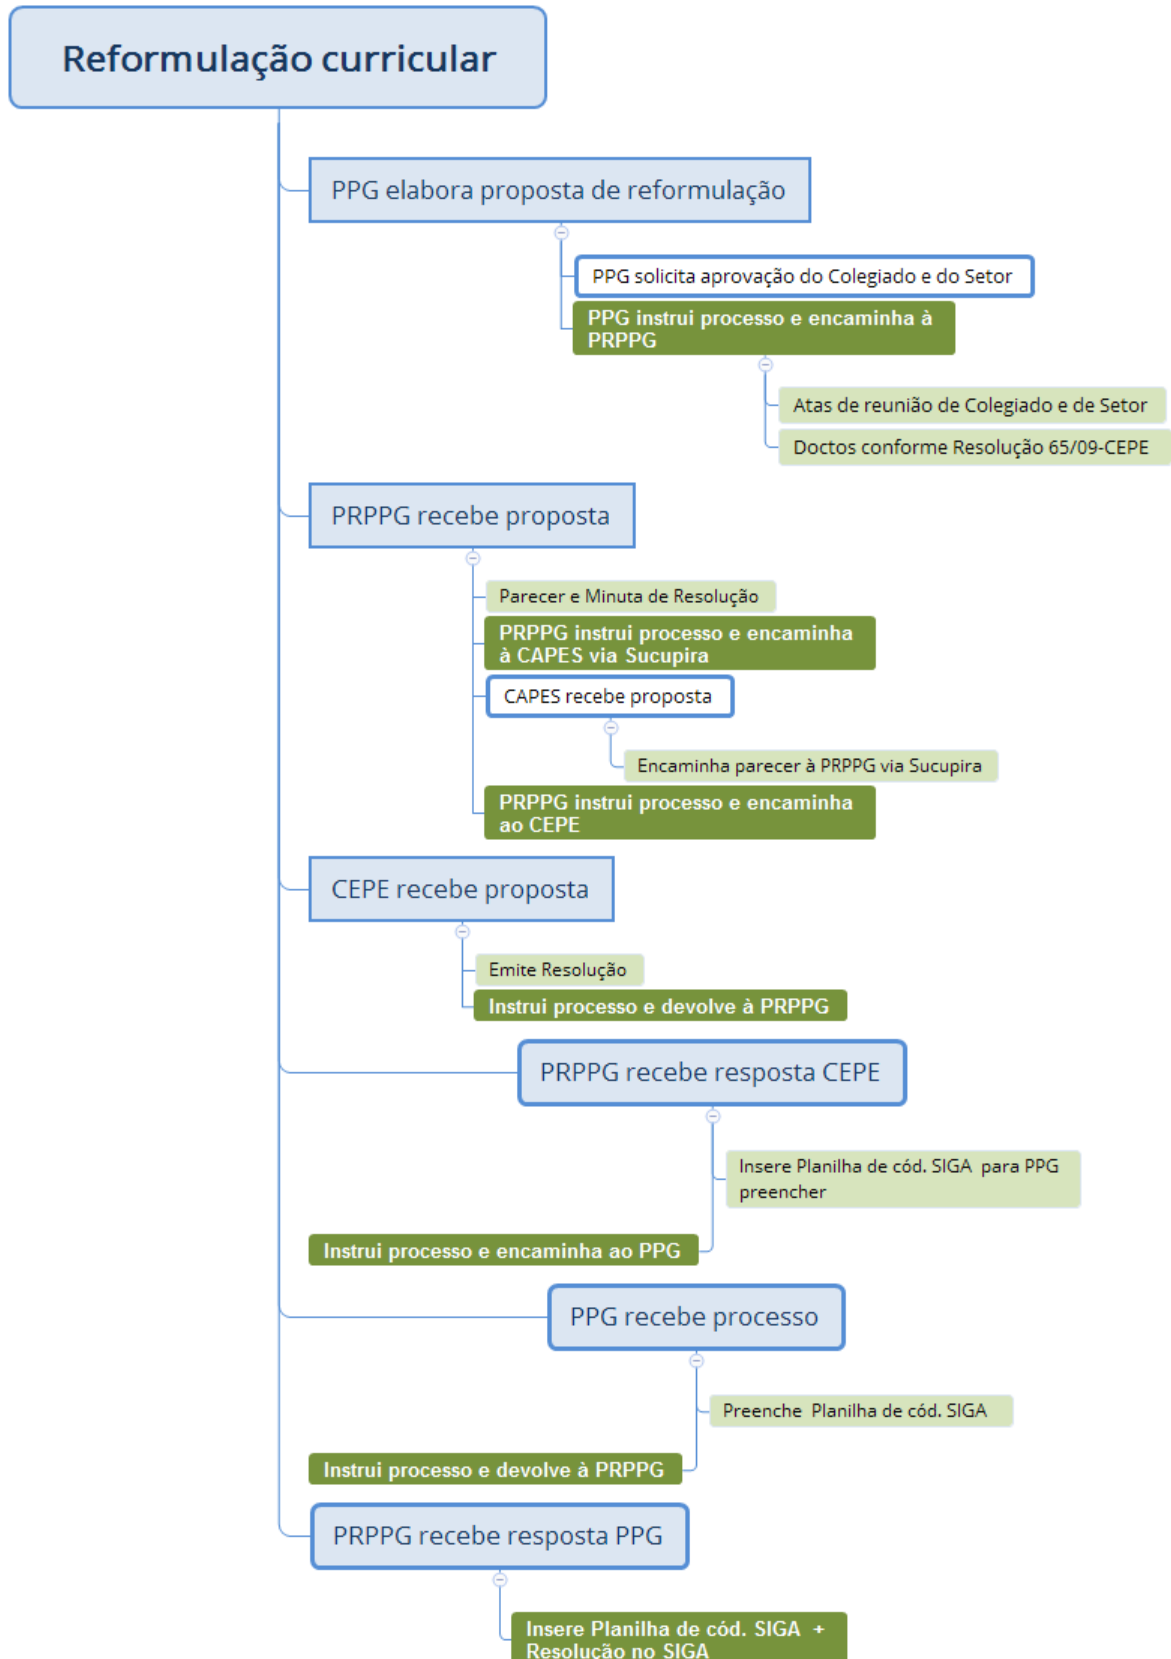 Reformulação curricular
PPG elabora proposta de reformulação
PPG solicita aprovação do Colegiado e do Setor
PPG instrui processo e encaminha à
PRPPG
Atas de reunião de Colegiado e de Setor
Doctos conforme Resolução 65/09-CEPE
PRPPG recebe proposta
Parecer e Minuta de Resolução
PRPPG instrui processo e encaminha
à CAPES via Sucupira
CAPES recebe proposta
Encaminha parecer à PRPPG via Sucupira
PRPPG instrui processo e encaminha
ao CEPE
CEPE recebe proposta
Emite Resolução
Instrui processo e devolve à PRPPG
PRPPG recebe resposta CEPE
Insere Planilha de cód. SIGA para PPG
preencher
Instrui processo e encaminha ao PPG
PPG recebe processo
Preenche Planilha de cód. SIGA
Instrui processo e devolve à PRPPG
PRPPG recebe resposta PPG
Insere Planilha de cód. SIGA +
Resolução no SIGA